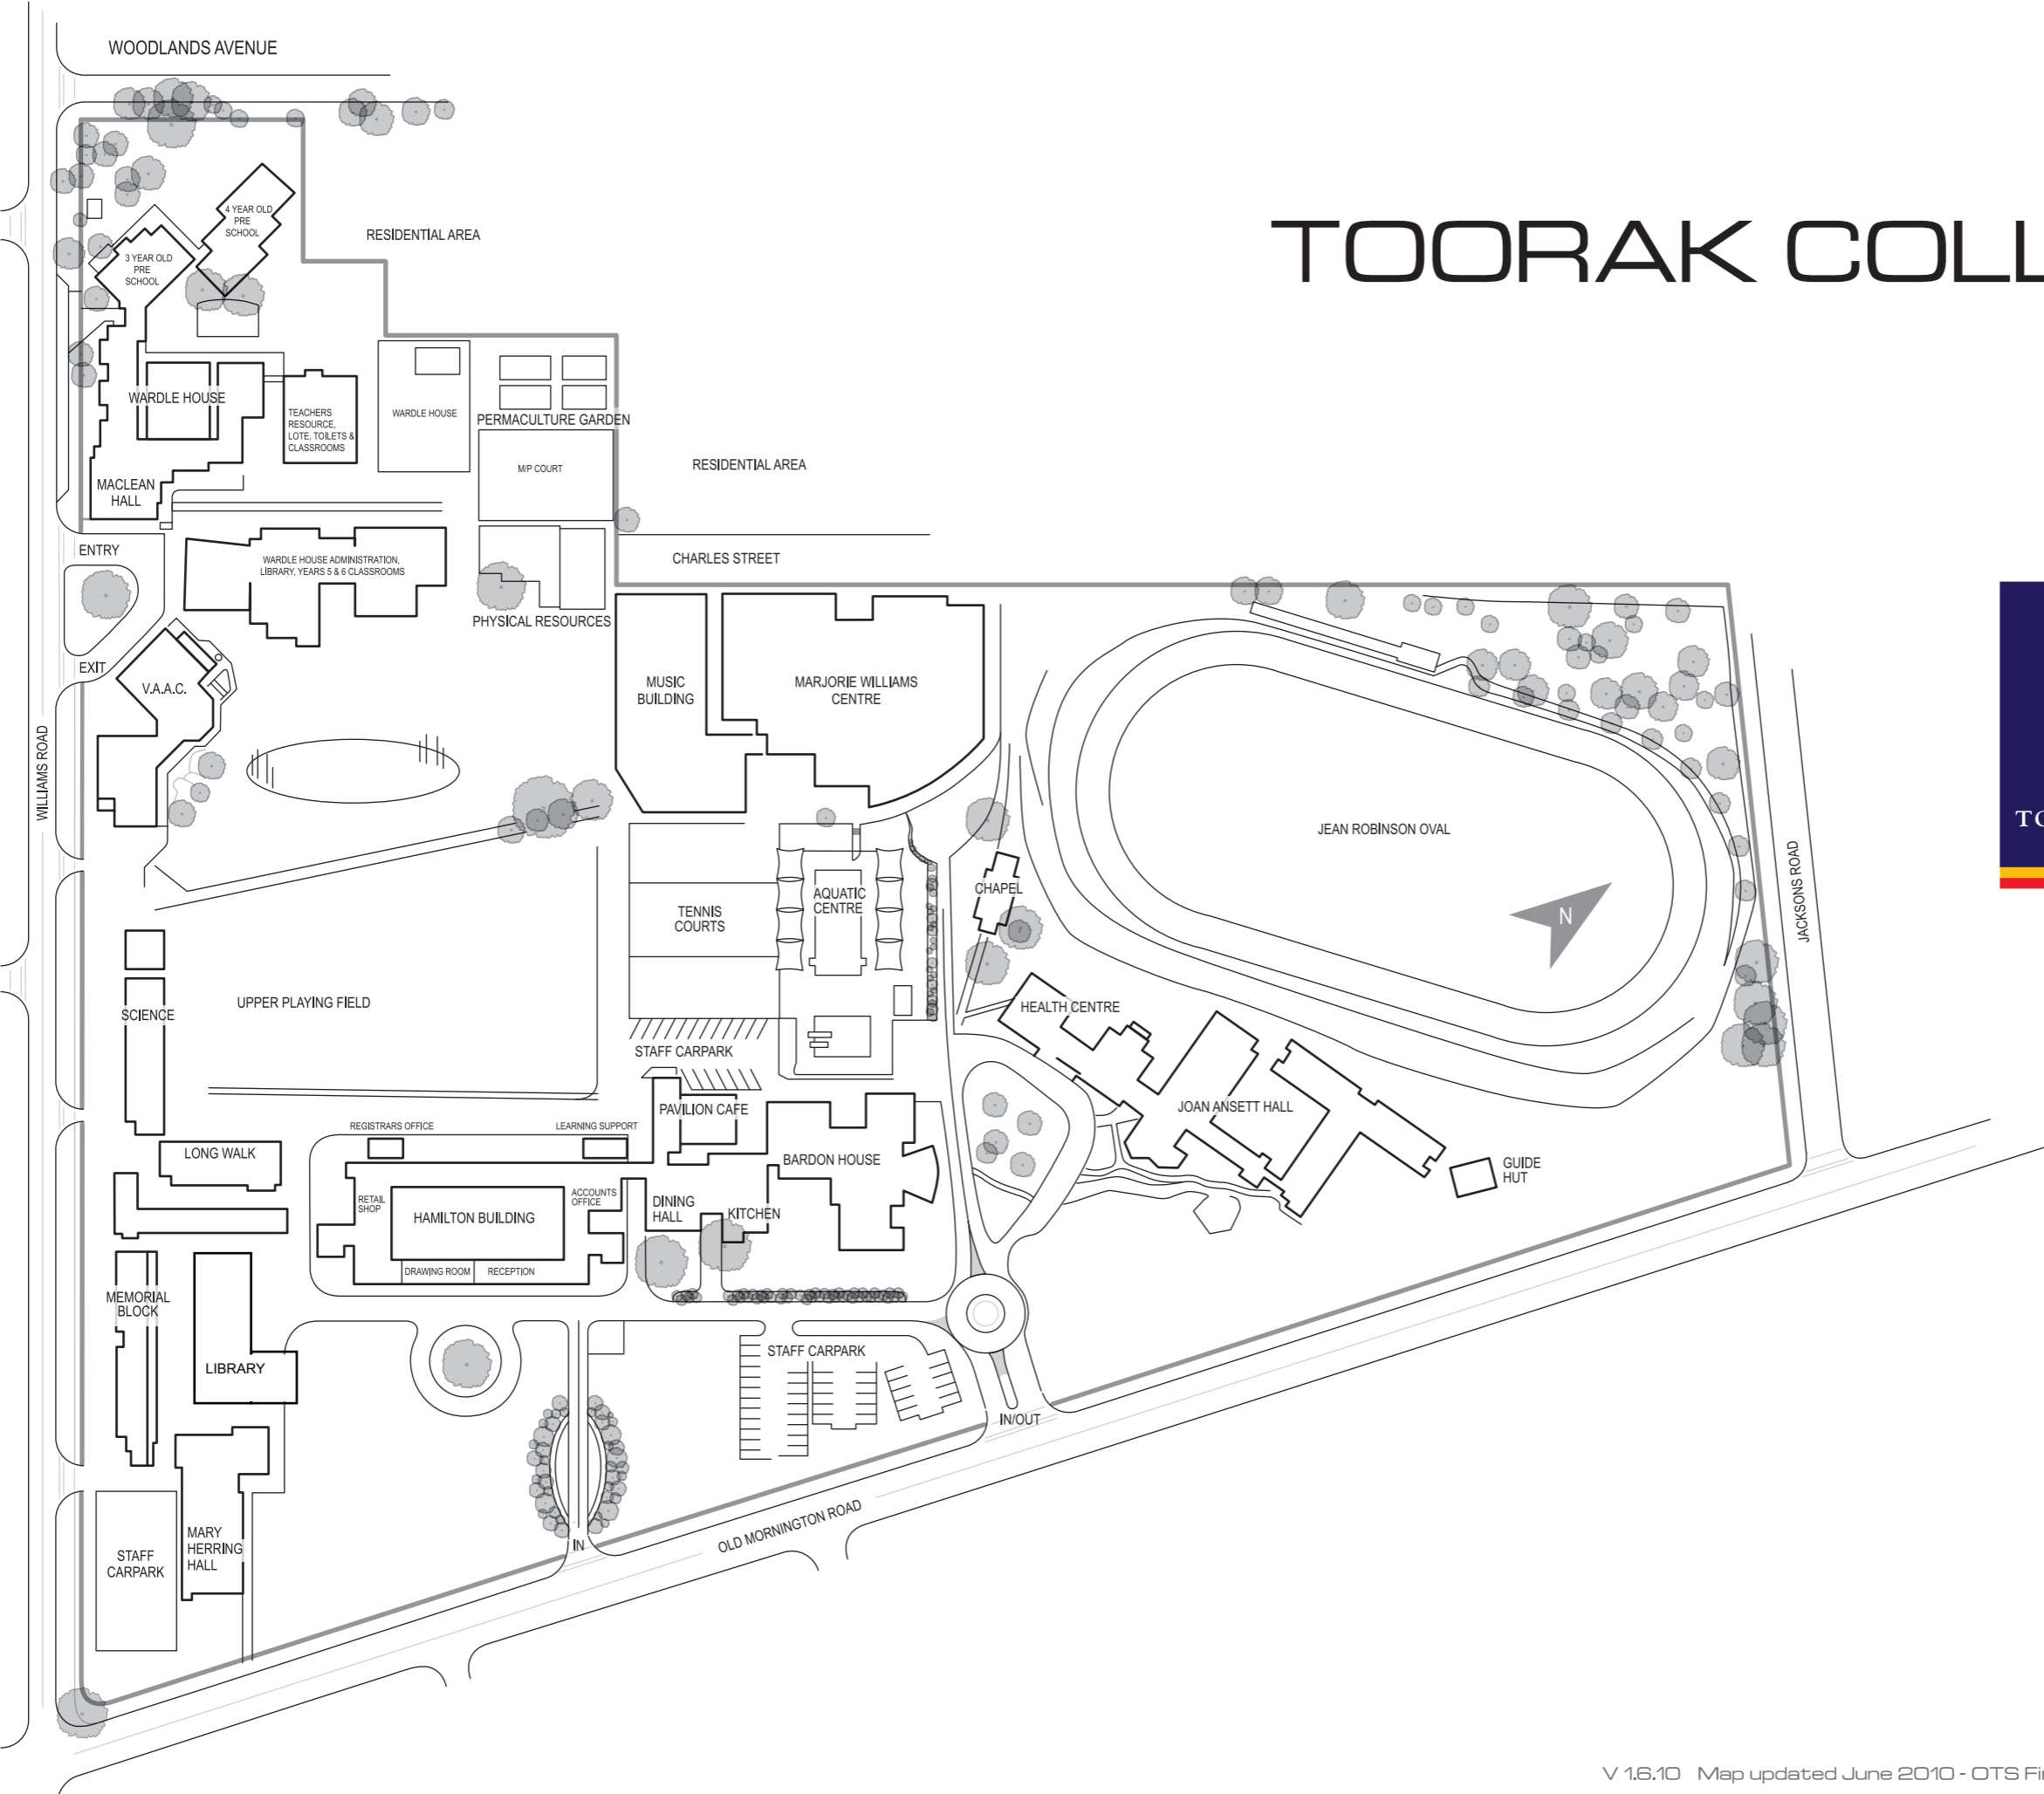 WOODLANDS AVENUE
4 YEAR OLD
PRE
SCHOOL
RESIDENTIAL AREA
TOORAK COLL
3 YEAR OLD
PRE
SCHOOL
WARDLE HOUSE
TEACHERS
RESOURCE,
LOTE, TOILETS &
CLASSROOMS
WARDLE HOUSE
PERMACULTURE GARDEN
M/P COURT
RESIDENTIAL AREA
MACLEAN
HALL
ENTRY
WARDLE HOUSE ADMINISTRATION,
LIBRARY, YEARS 5 & 6 CLASSROOMS
CHARLES STREET
PHYSICAL RESOURCES
EXIT
V.A.A.C.
MUSIC
BUILDING
MARJORIE WILLIAMS
CENTRE
WILLIAMS ROAD
JEAN ROBINSON OVAL
TO
JACKSONS ROAD
CHAPEL
AQUATIC
CENTRE
TENNIS
COURTS
N
SCIENCE
UPPER PLAYING FIELD
HEALTH CENTRE
STAFF CARPARK
PAVILION CAFE
JOAN ANSETT HALL
REGISTRARS OFFICE
LEARNING SUPPORT
LONG WALK
BARDON HOUSE
GUIDE
HUT
RETAIL
SHOP
HAMILTON BUILDING
ACCOUNTS
OFFICE
DINING
HALL
KITCHEN
DRAWING ROOM
RECEPTION
MEMORIAL
BLOCK
LIBRARY
STAFF CARPARK
IN/OUT
MARY
HERRING
HALL
STAFF
CARPARK
IN
OLD MORNINGTON ROAD
V 1.6.10 Map updated June 2010 - OTS Fi